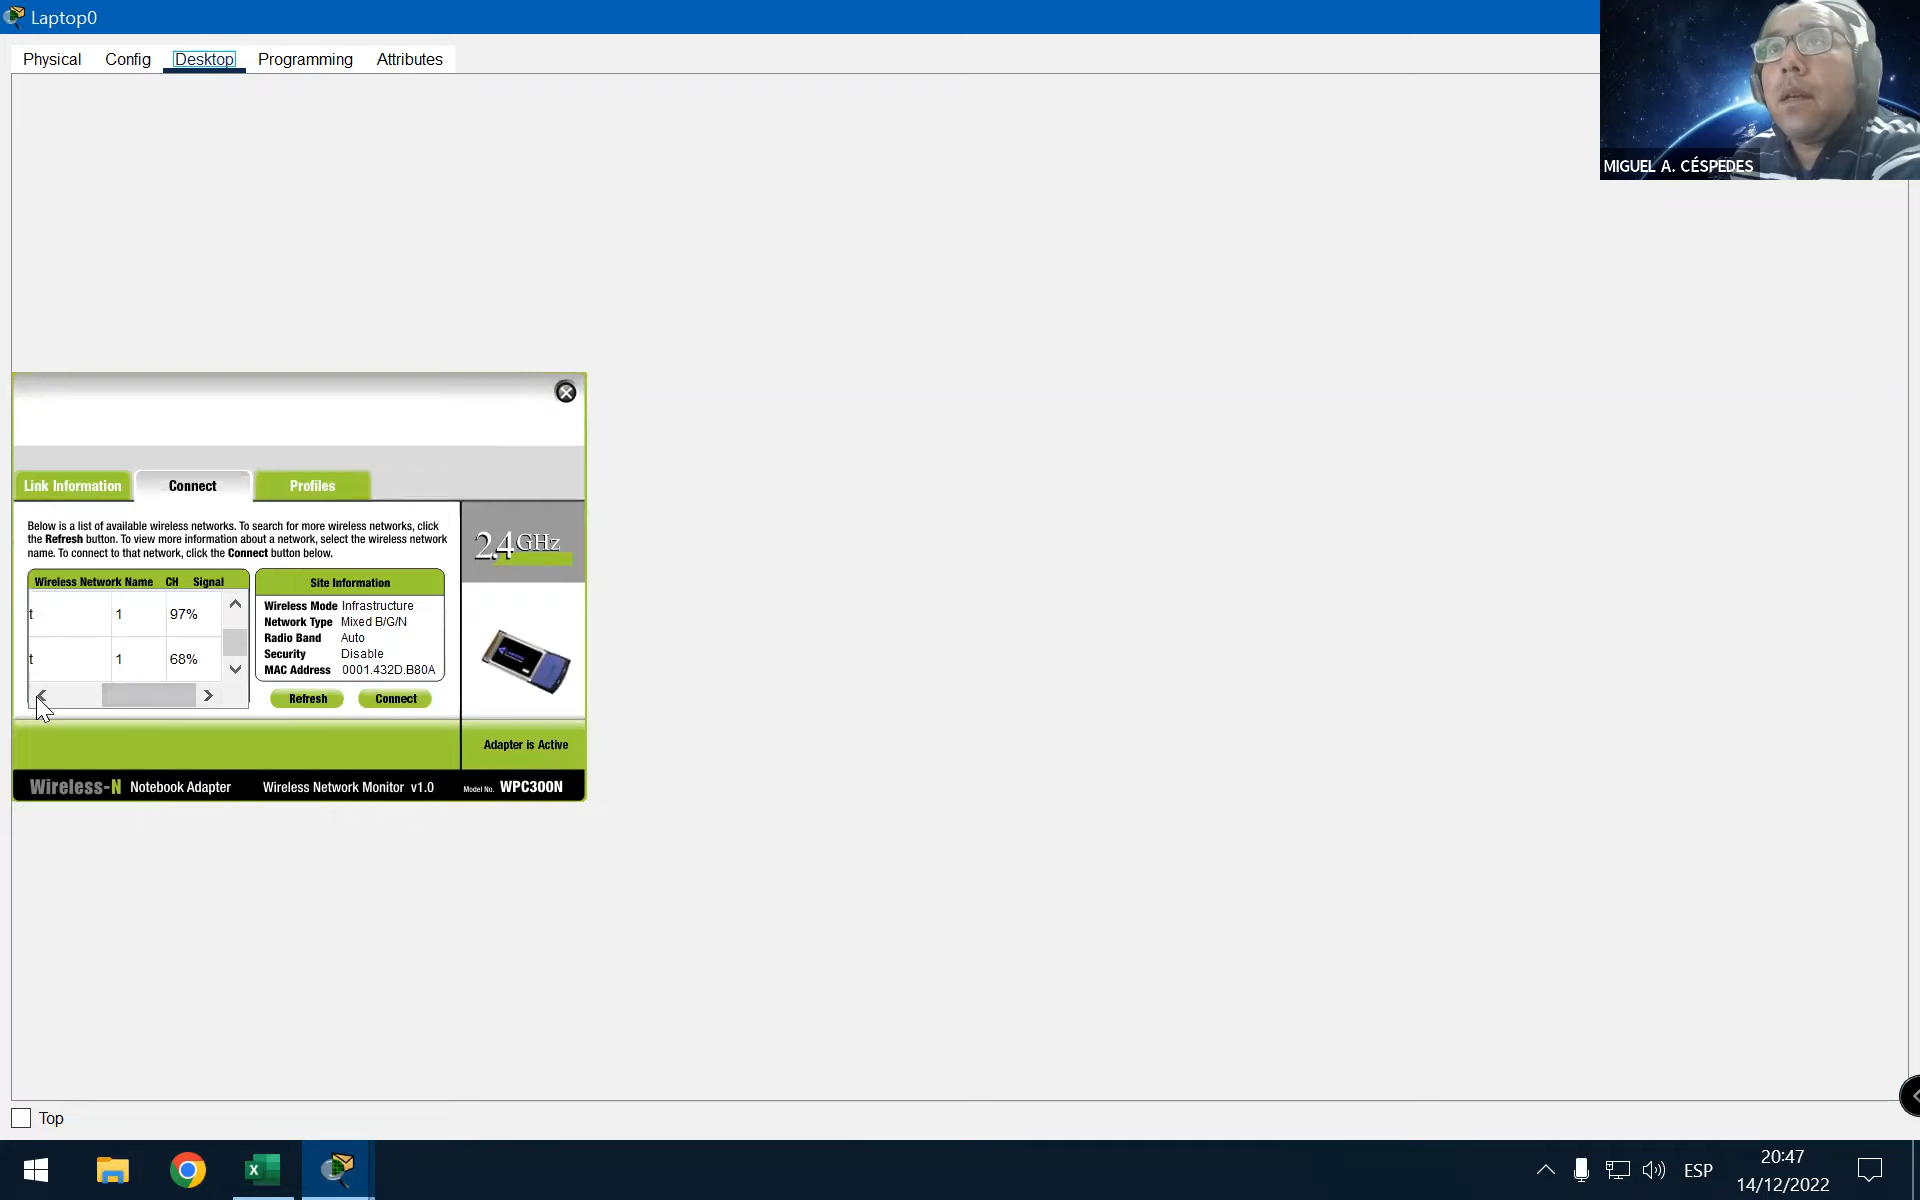 Laptop0
Physical Config Desktop Programming Attributes
MIGUEL A. CÉSPEDES
Link Information Connect Profiles
Below is a list of available wireless networks. To search for more wireless networks, click
the Refresh button. To view more information about a network, select the wireless network
name. To connect to that network, click the Connect button below.
2,4GHz
Wireless Network Name CH Signal
t 1 97%
t 1 68%
Site Information
Wireless Mode Infrastructure
Network Type Mixed B/G/N
Radio Band Auto
Security Disable
MAC Address 0001.432D.B80A
Refresh Connect
Adapter is Active
Wireless-N Notebook Adapter Wireless Network Monitor v1.0 Model No. WPC300N
Top
ESP
20:47
14/12/2022